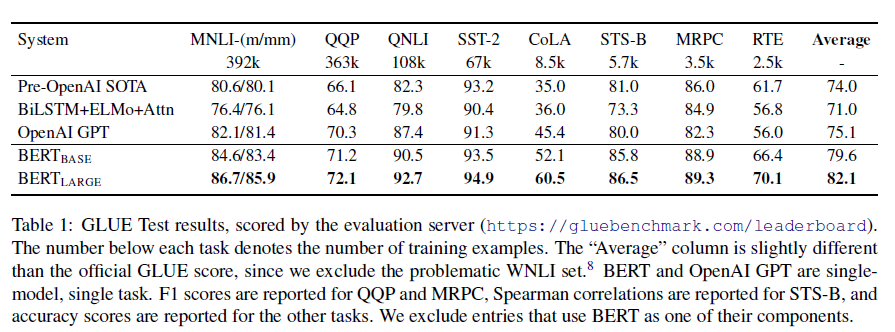 System MNLI-(m/mm) QQP QNLI SST-2 CoLA STS-B MRPC RTE Average
392k 363k 108k 67k 8.5k 5.7k 3.5k 2.5k -
Pre-OpenAI SOTA 80.6/80.1 66.1 82.3 93.2 35.0 81.0 86.0 61.7 74.0
BiLSTM+ELMo+Attn 76.4/76.1 64.8 79.8 90.4 36.0 73.3 84.9 56.8 71.0
OpenAI GPT 82.1/81.4 70.3 87.4 91.3 45.4 80.0 82.3 56.0 75.1
BERTBASE 84.6/83.4 71.2 90.5 93.5 52.1 85.8 88.9 66.4 79.6
BERTLARGE 86.7/85.9 72.1 92.7 94.9 60.5 86.5 89.3 70.1 82.1
Table 1: GLUE Test results, scored by the evaluation server (https://gluebenchmark.com/leaderboard).
The number below each task denotes the number of training examples. The “Average” column is slightly different
than the official GLUE score, since we exclude the problematic WNLI set.8 BERT and OpenAI GPT are single-
model, single task. F1 scores are reported for QQP and MRPC, Spearman correlations are reported for STS-B, and
accuracy scores are reported for the other tasks. We exclude entries that use BERT as one of their components.